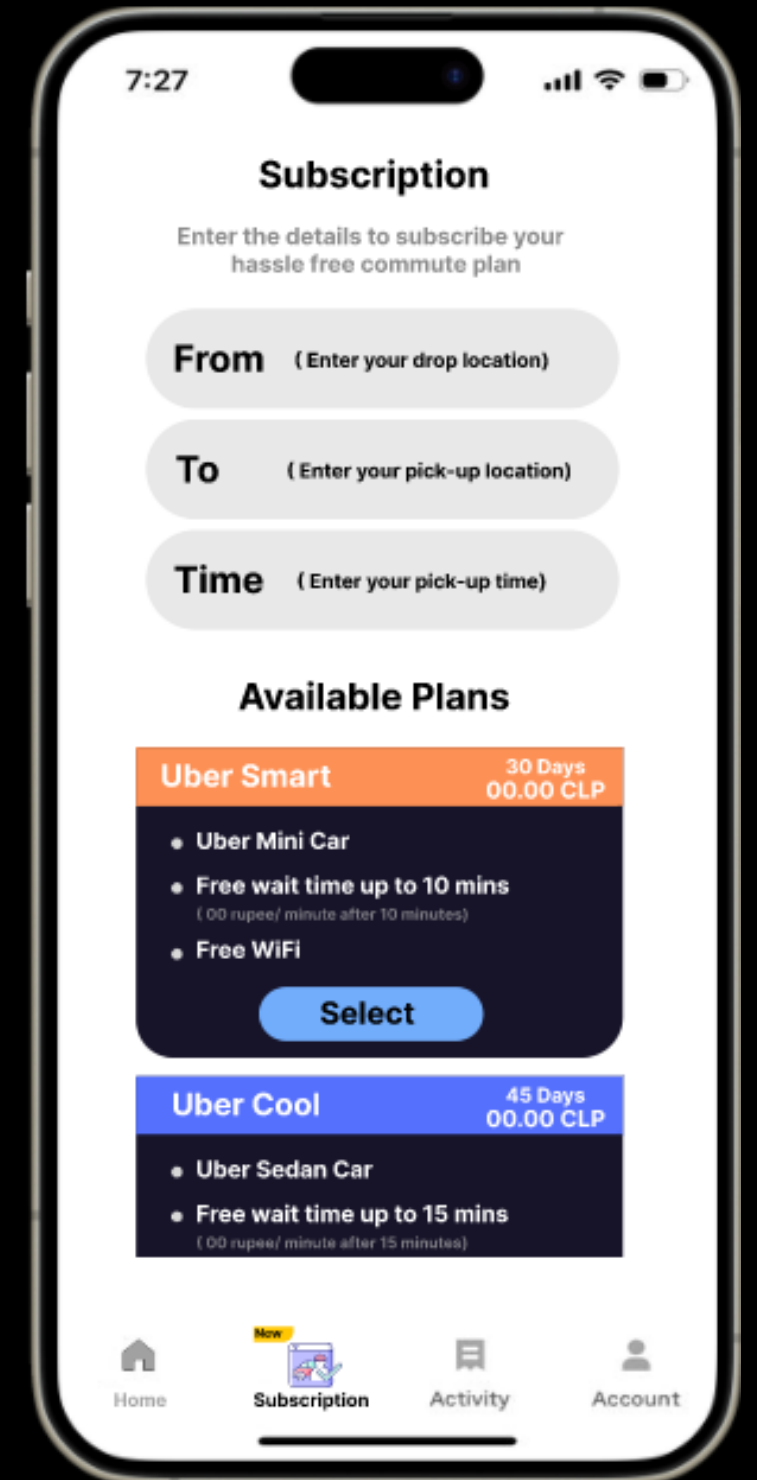 7:27
Subscription
Enter the details to subscribe your
hassle free commute plan
From ( Enter your drop location)
To ( Enter your pick-up location)
Time ( Enter your pick-up time)
Available Plans
Uber Smart
30 Days
00.00 CLP
Uber Mini Car
Free wait time up to 10 mins
( 00 rupee/ minute after 10 minutes)
Free WiFi
Select
Uber Cool
45 Days
00.00 CLP
Uber Sedan Car
Free wait time up to 15 mins
( 00 rupee/ minute after 15 minutes)
New
Home
Subscription
Activity
Account